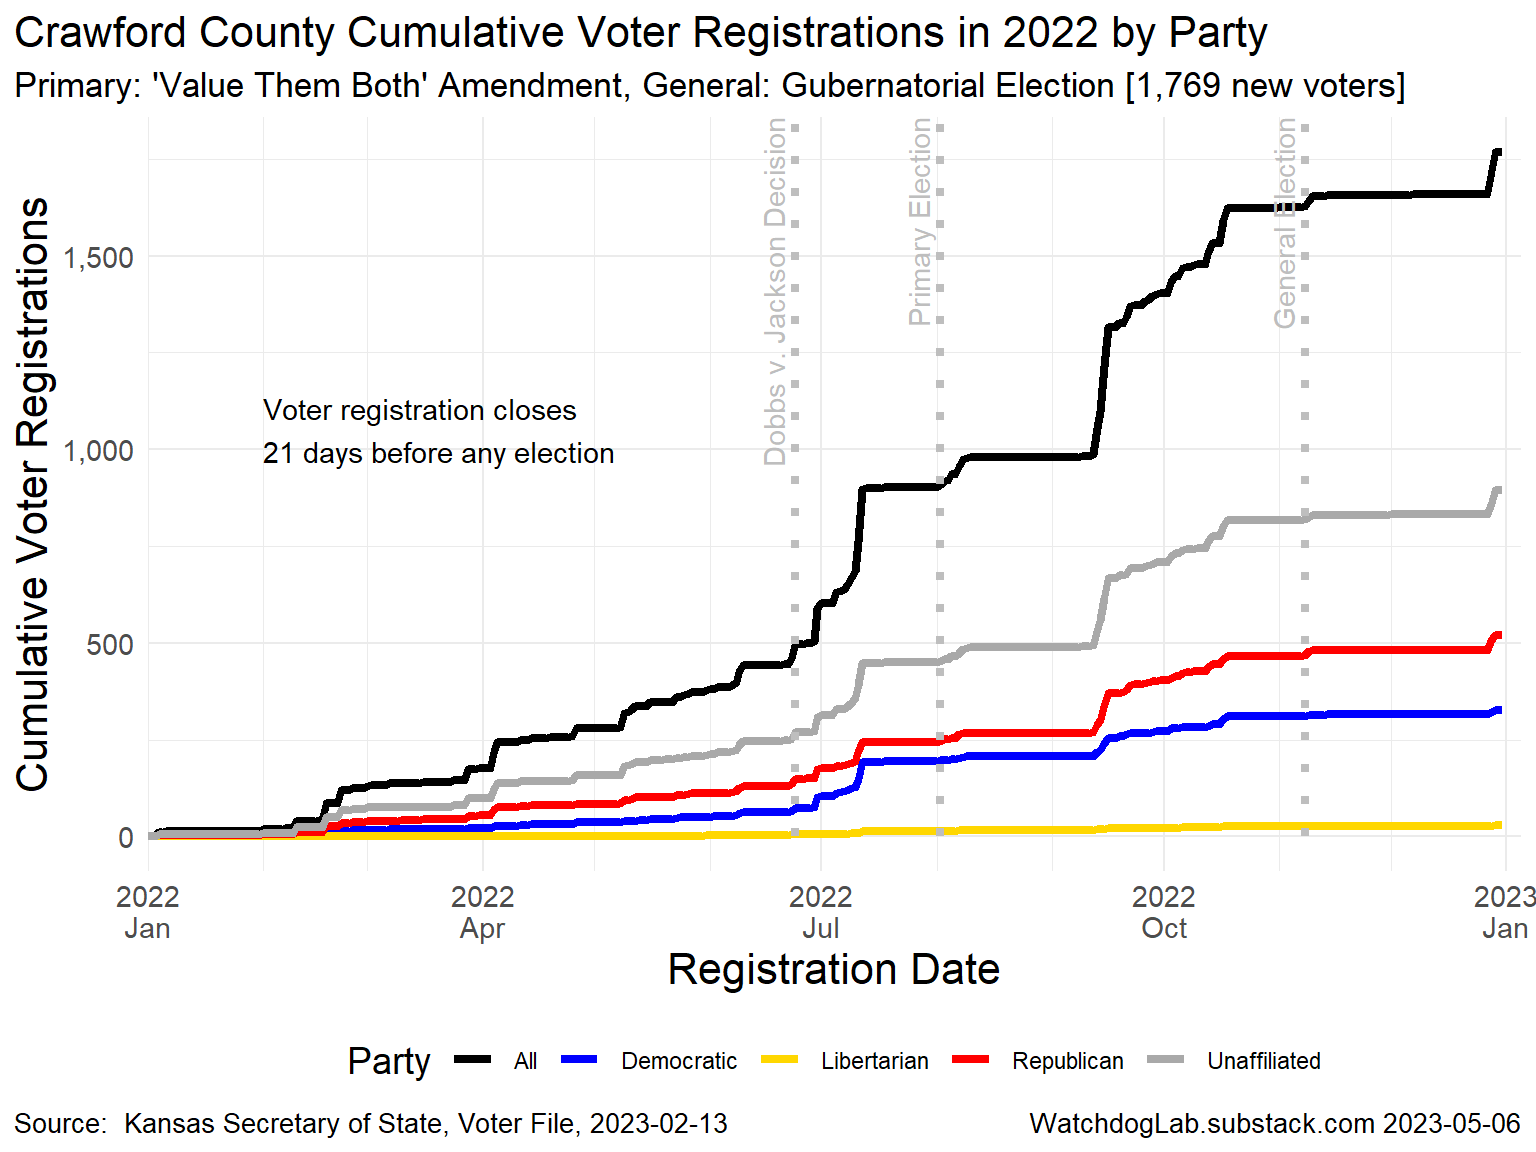 Crawford County Cumulative Voter Registrations in 2022 by Party
Primary: 'Value Them Both' Amendment, General: Gubernatorial Election [1,769 new voters]
Cumulative Voter Registrations
1,500
1,000
500
0
Dobbs v. Jackson Decision
Primary Election
General Election
Voter registration closes
21 days before any election
2022 2022 2022 2022 2023
Jan Apr Jul Oct Jan
Registration Date
Party All Democratic Libertarian Republican Unaffiliated
Source:  Kansas Secretary of State, Voter File, 2023-02-13
WatchdogLab.substack.com 2023-05-06